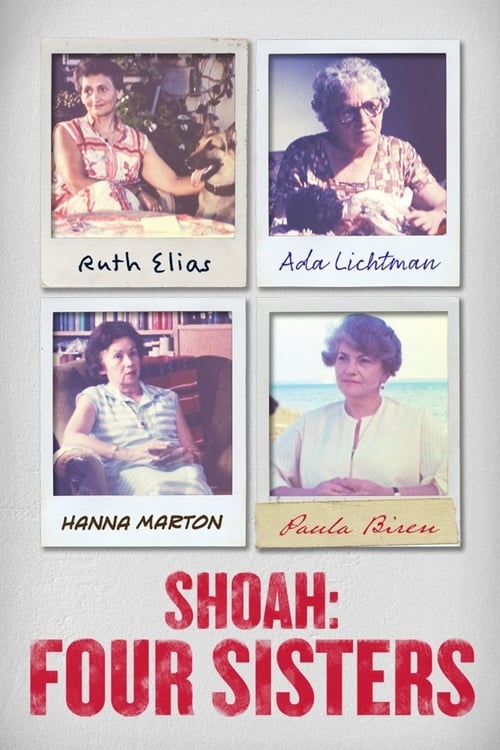 Ruth Elias
Ada Lichtman
HANNA MARTON
Paula Biren
SHOAH:
FOUR SISTERS